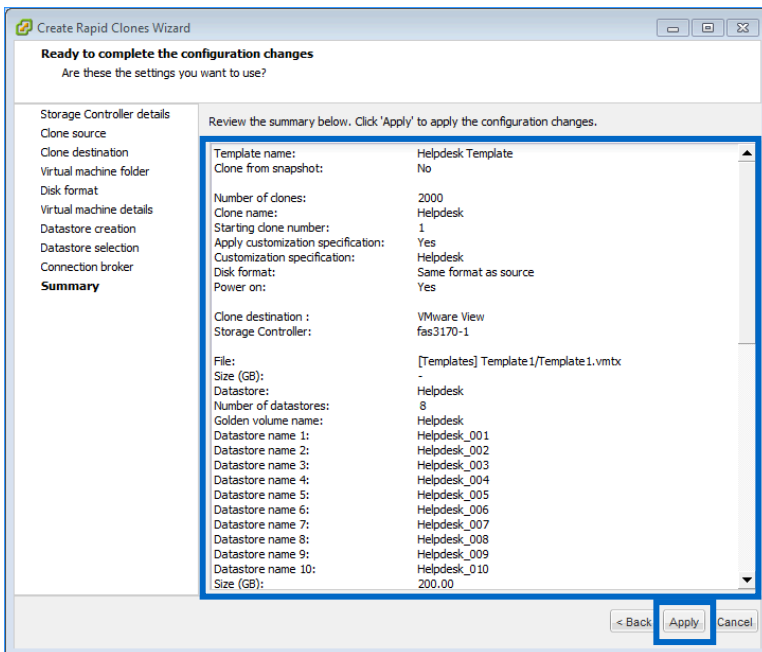 Create Rapid Clones Wizard
Ready to complete the configuration changes
Are these the settings you want to use?
Storage Controller details
Clone source
Clone destination
Virtual machine folder
Disk format
Virtual machine details
Datastore creation
Datastore selection
Connection broker
Summary
Review the summary below. Click 'Apply' to apply the configuration changes.
Template name: Helpdesk Template
Clone from snapshot: No
Number of clones: 2000
Clone name: Helpdesk
Starting clone number: 1
Apply customization specification: Yes
Customization specification: Helpdesk
Disk format: Same format as source
Power on: Yes
Clone destination : VMware View
Storage Controller: fas3170-1
File: [Templates] Template1/Template1.vmtx
Size (GB): -
Datastore: Helpdesk
Number of datastores: 8
Golden volume name: Helpdesk
Datastore name 1: Helpdesk_001
Datastore name 2: Helpdesk_002
Datastore name 3: Helpdesk_003
Datastore name 4: Helpdesk_004
Datastore name 5: Helpdesk_005
Datastore name 6: Helpdesk_006
Datastore name 7: Helpdesk_007
Datastore name 8: Helpdesk_008
Datastore name 9: Helpdesk_009
Datastore name 10: Helpdesk_010
Size (GB): 200.00
< Back Apply Cancel